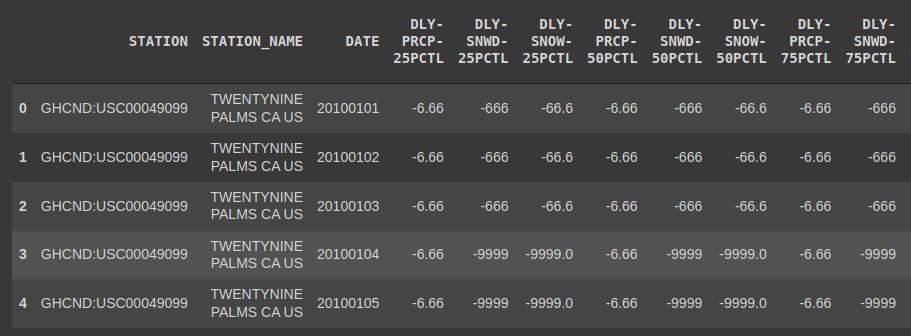 STATION STATION_NAME DATE DLY-PRCP-25PCTL DLY-SNWD-25PCTL DLY-SNOW-25PCTL DLY-PRCP-50PCTL DLY-SNWD-50PCTL DLY-SNOW-50PCTL DLY-PRCP-75PCTL DLY-SNWD-75PCTL
0 GHCND:USC00049099 TWENTYNINE PALMS CA US 20100101 -6.66 -666 -66.6 -6.66 -666 -66.6 -6.66 -666
1 GHCND:USC00049099 TWENTYNINE PALMS CA US 20100102 -6.66 -666 -66.6 -6.66 -666 -66.6 -6.66 -666
2 GHCND:USC00049099 TWENTYNINE PALMS CA US 20100103 -6.66 -666 -66.6 -6.66 -666 -66.6 -6.66 -666
3 GHCND:USC00049099 TWENTYNINE PALMS CA US 20100104 -6.66 -9999 -9999.0 -6.66 -9999 -9999.0 -6.66 -9999
4 GHCND:USC00049099 TWENTYNINE PALMS CA US 20100105 -6.66 -9999 -9999.0 -6.66 -9999 -9999.0 -6.66 -9999